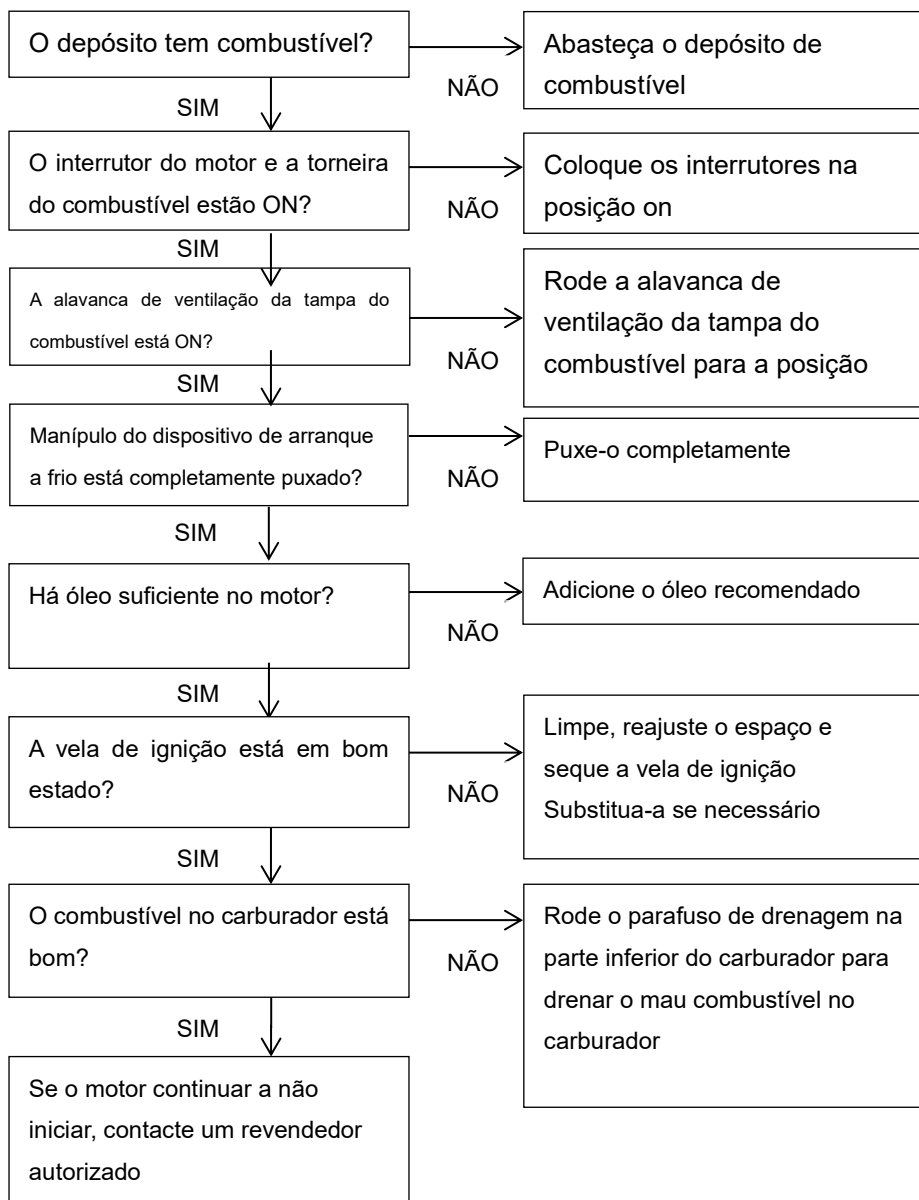 O depósito tem combustível?
NÃO
Abasteça o depósito de
combustível
SIM
O interrutor do motor e a torneira
do combustível estão ON?
NÃO
Coloque os interrutores na
posição on
SIM
A alavanca de ventilação da tampa do
combustível está ON?
NÃO
Rode a alavanca de
ventilação da tampa do
combustível para a posição
SIM
Manípulo do dispositivo de arranque
a frio está completamente puxado?
NÃO
Puxe-o completamente
SIM
Há óleo suficiente no motor?
NÃO
Adicione o óleo recomendado
SIM
A vela de ignição está em bom
estado?
NÃO
Limpe, reajuste o espaço e
seque a vela de ignição
Substitua-a se necessário
SIM
O combustível no carburador está
bom?
NÃO
Rode o parafuso de drenagem na
parte inferior do carburador para
drenar o mau combustível no
carburador
SIM
Se o motor continuar a não
iniciar, contacte um revendedor
autorizado